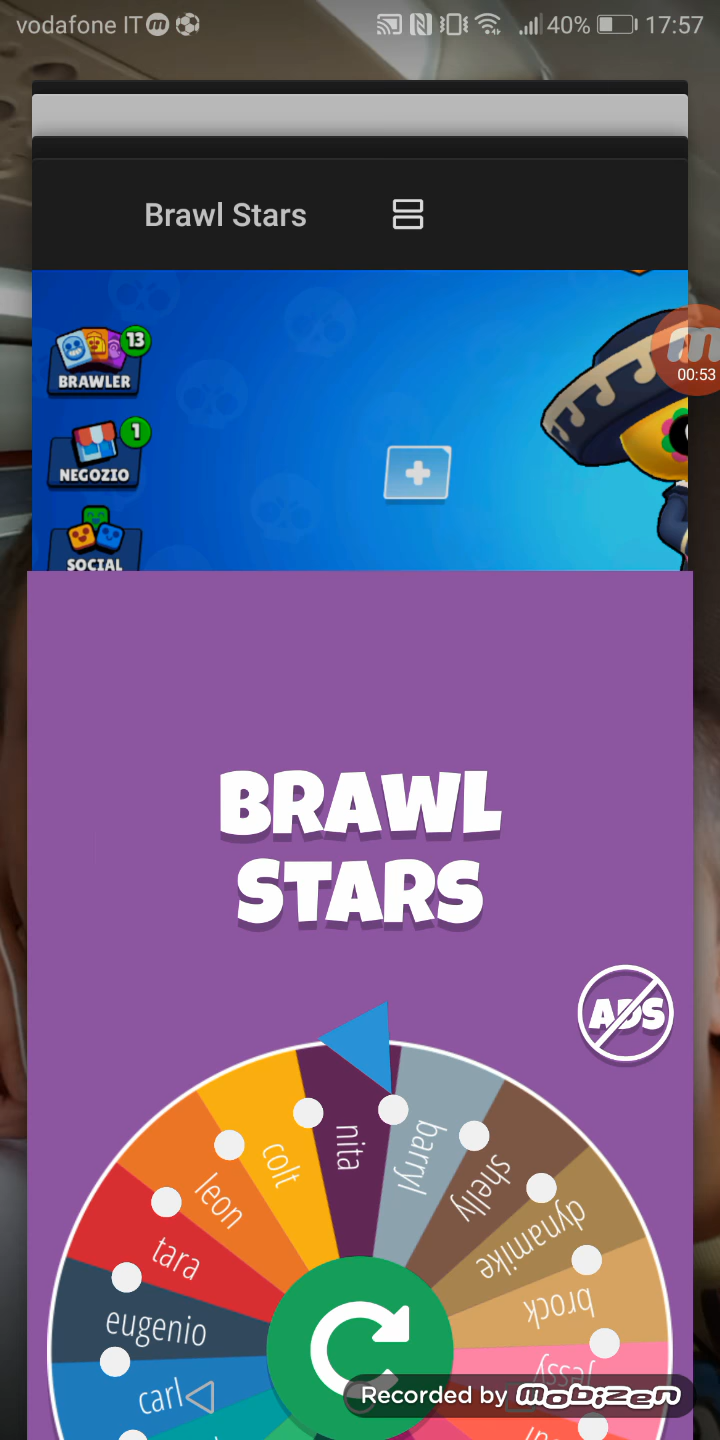 vodafone IT
40%
17:57
Brawl Stars
13
BRAWLER
00:53
1
NEGOZIO
SOCIAL
BRAWL
STARS
ADS
nita
barryl
colt
shelly
leon
dynamike
tara
brock
eugenio
jessy
carl
Recorded by mobizen